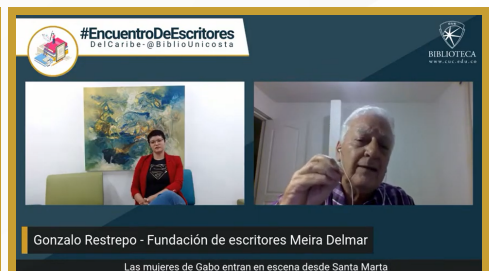 #EncuentroDeEscritores
DelCaribe-@BiblioUnicosta
BIBLIOTECA
www.cuc.edu.co
Gonzalo Restrepo - Fundación de escritores Meira Delmar
Las mujeres de Gabo entran en escena desde Santa Marta